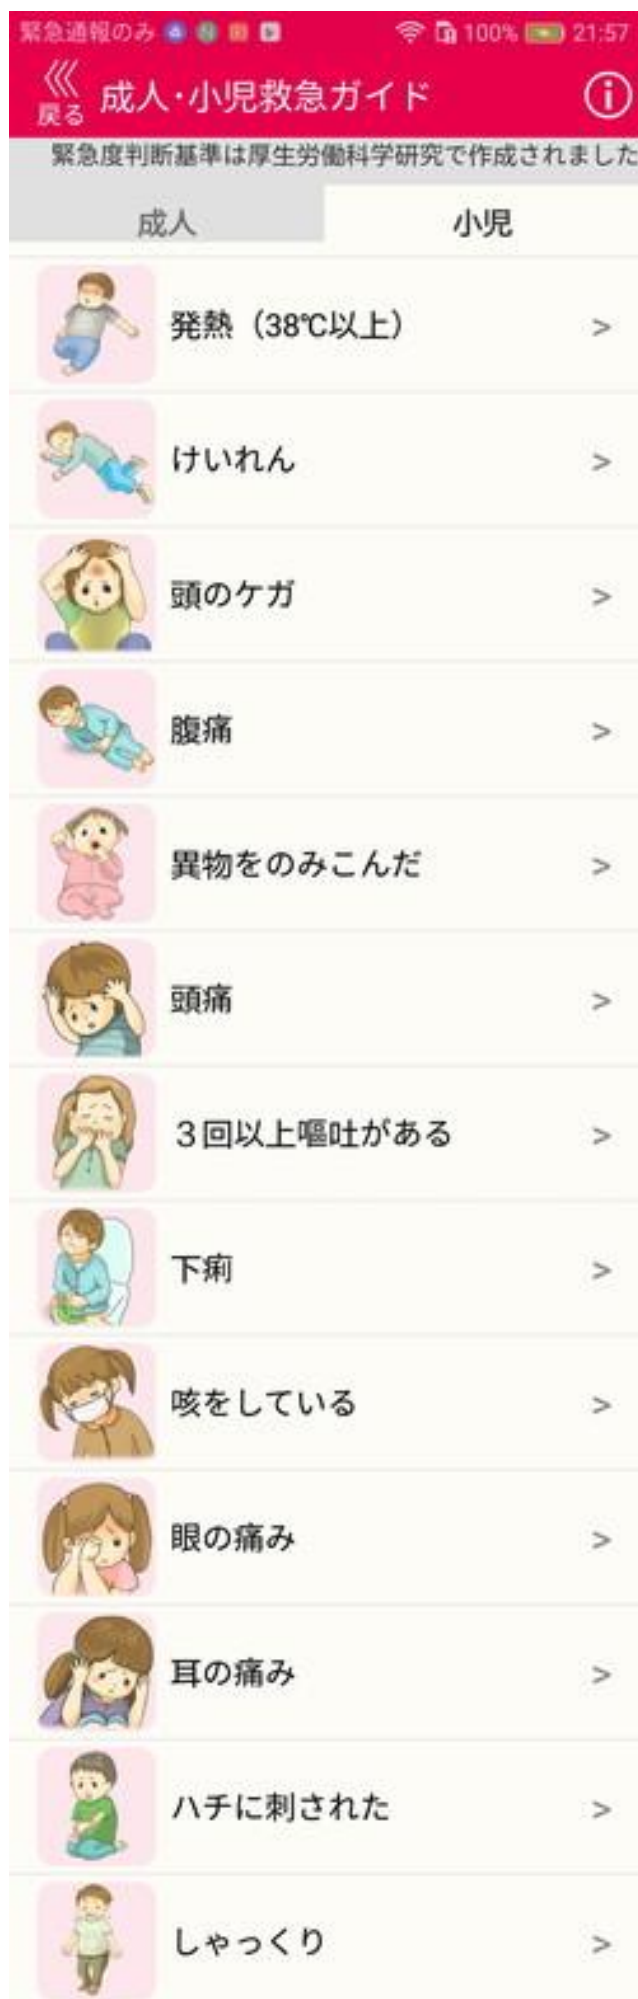 緊急通報のみ 100% 21:57
戻る 成人･小児救急ガイド
緊急度判断基準は厚生労働科学研究で作成されました
成人 小児
発熱（38℃以上） >
けいれん >
頭のケガ >
腹痛 >
異物をのみこんだ >
頭痛 >
３回以上嘔吐がある >
下痢 >
咳をしている >
眼の痛み >
耳の痛み >
ハチに刺された >
しゃっくり >